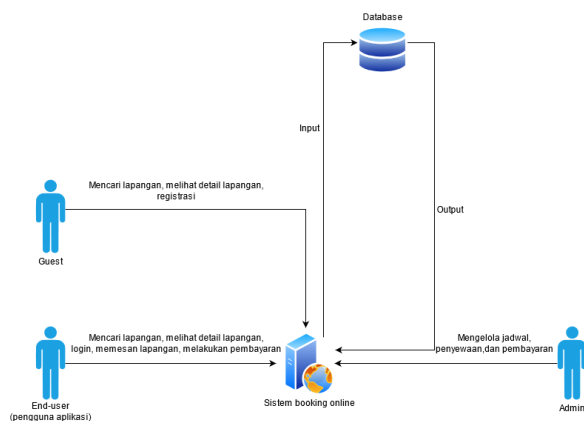 Database
Input
Mencari lapangan, melihat detail lapangan,
registrasi
Output
Guest
Mencari lapangan, melihat detail lapangan,
login, memesan lapangan, melakukan pembayaran
Mengelola jadwal,
penyewaan,dan pembayaran
End-user
(pengguna aplikasi)
Sistem booking online
Admin